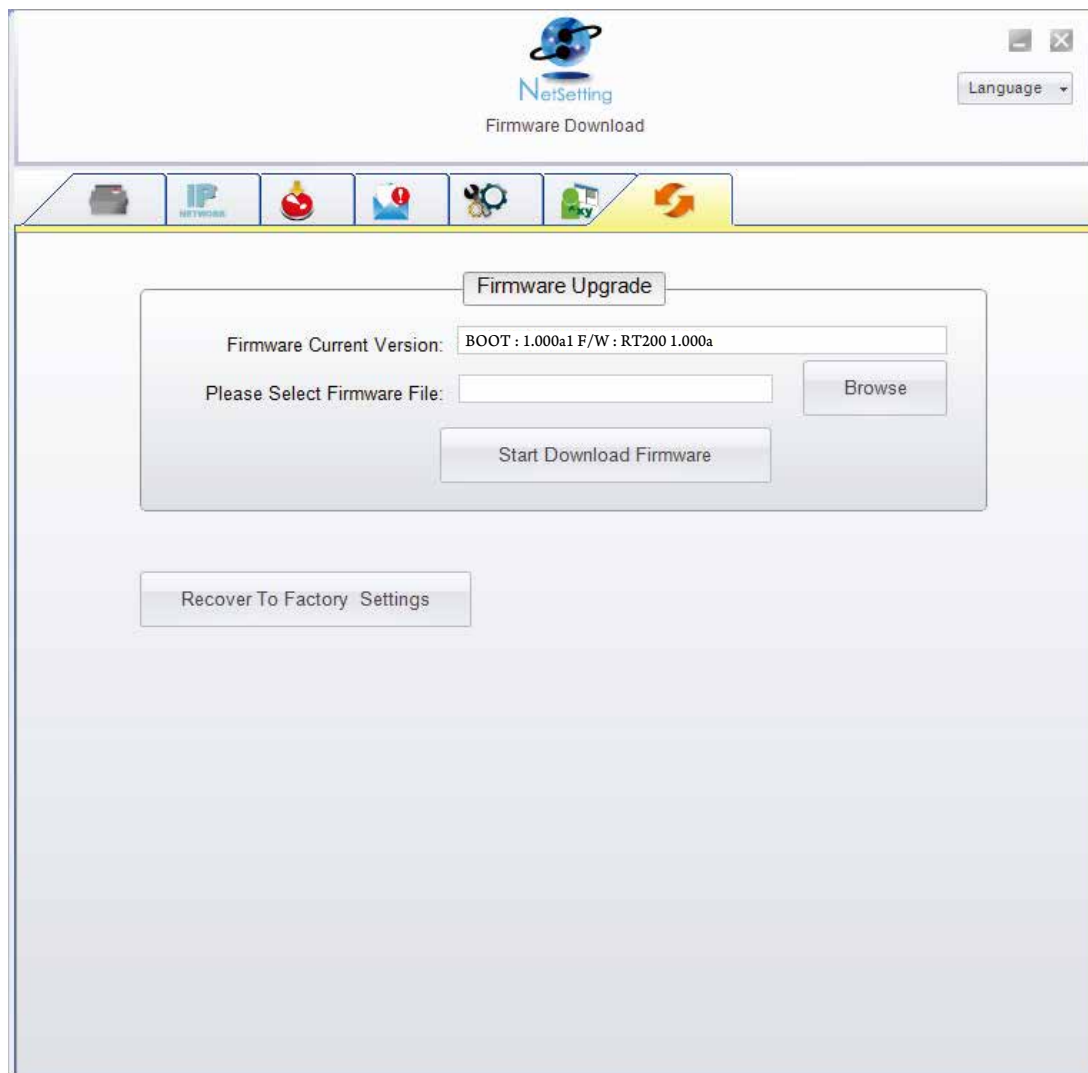 NetSetting
Language
Firmware Download
IP
NETWORK
Firmware Upgrade
Firmware Current Version: BOOT : 1.000a1 F/W : RT200 1.000a
Please Select Firmware File: Browse
Start Download Firmware
Recover To Factory Settings